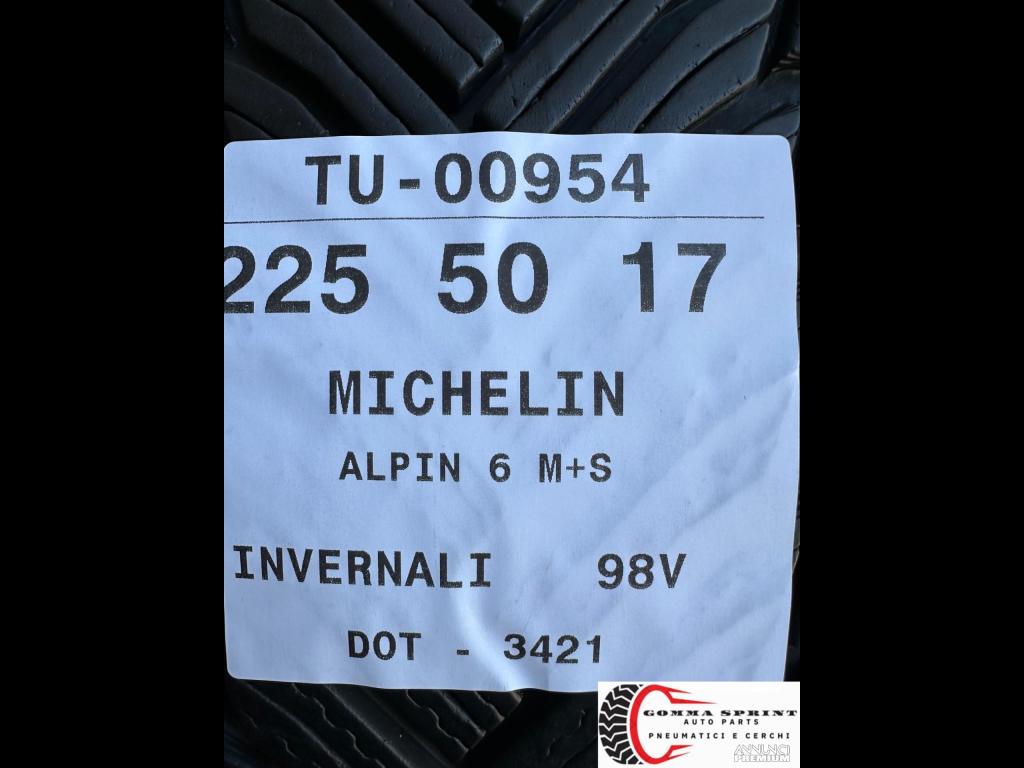 TU-00954
225 50 17
MICHELIN
ALPIN 6 M+S
INVERNALI 98V
DOT - 3421
GOMMA SPRINT
AUTO PARTS
PNEUMATICI E CERCHI
ANNUNCI
PREMIUM